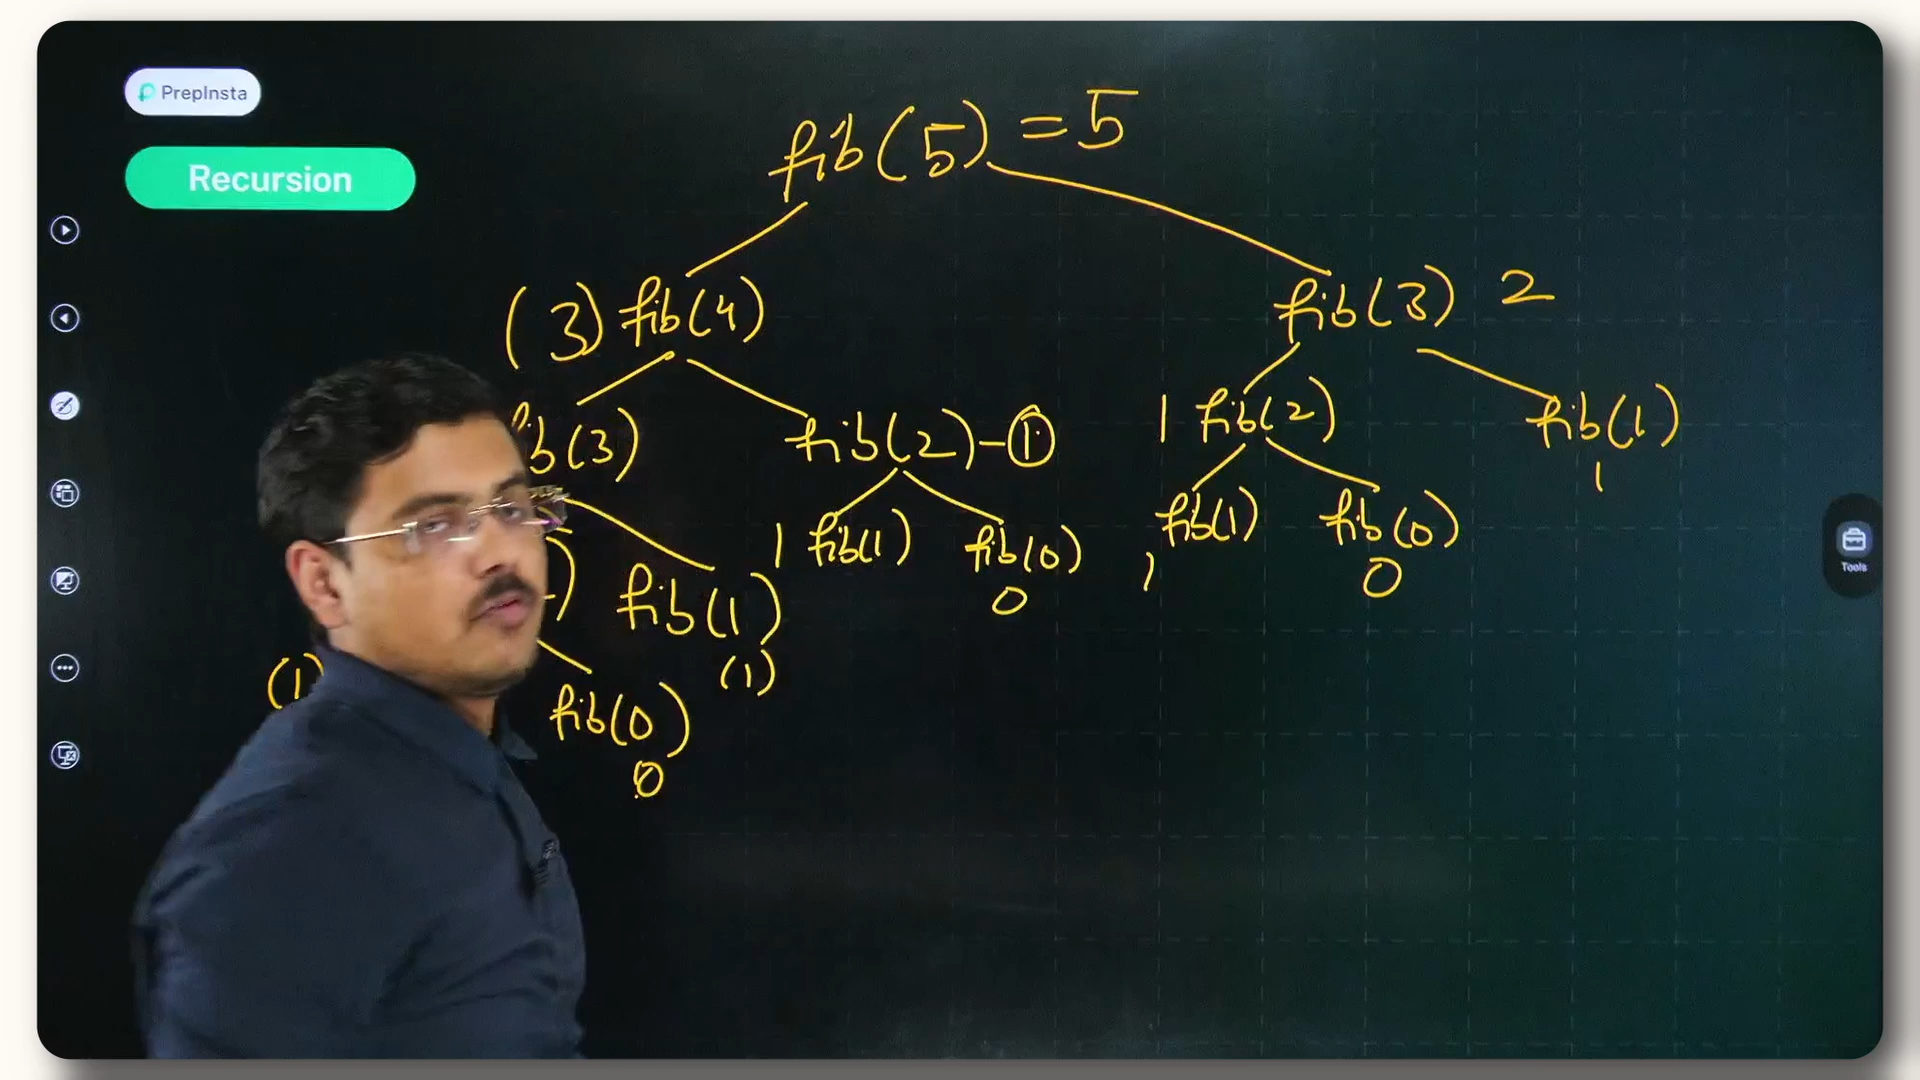 PrepInsta
Recursion
fib(5) = 5
(3) fib(4)
fib(3) 2
b(3)
fib(2)-1
1 fib(2)
fib(1)
1
1 fib(1)
fib(0)
0
fib(1)
1
fib(0)
0
)
fib(1)
(1)
(1)
fib(0)
0
Tools